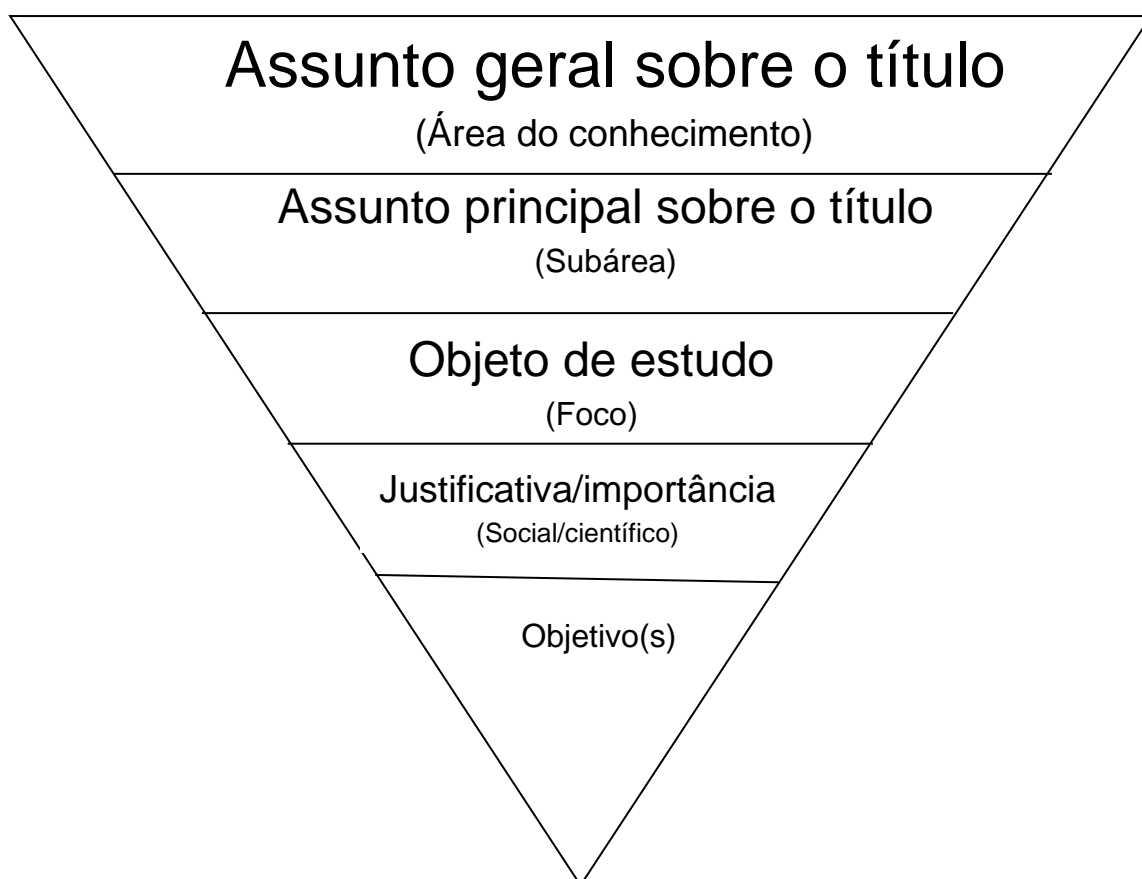 Assunto geral sobre o título
(Área do conhecimento)
Assunto principal sobre o título
(Subárea)
Objeto de estudo
(Foco)
Justificativa/importância
(Social/científico)
Objetivo(s)